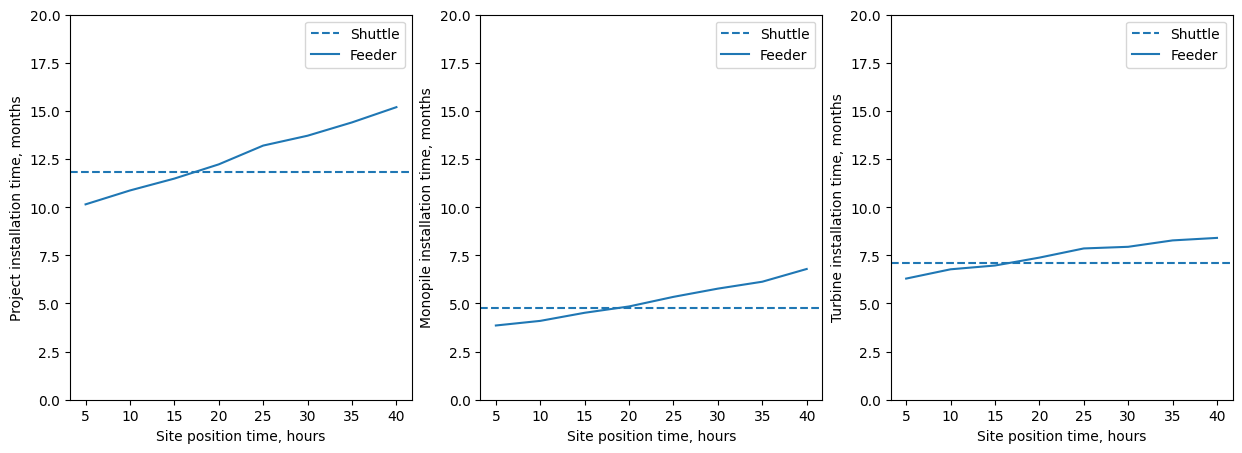 Project installation time, months
20.0
17.5
15.0
12.5
10.0
7.5
5.0
2.5
0.0
5 10 15 20 25 30 35 40
Site position time, hours
Shuttle
Feeder
Monopile installation time, months
20.0
17.5
15.0
12.5
10.0
7.5
5.0
2.5
0.0
5 10 15 20 25 30 35 40
Site position time, hours
Shuttle
Feeder
Turbine installation time, months
20.0
17.5
15.0
12.5
10.0
7.5
5.0
2.5
0.0
5 10 15 20 25 30 35 40
Site position time, hours
Shuttle
Feeder